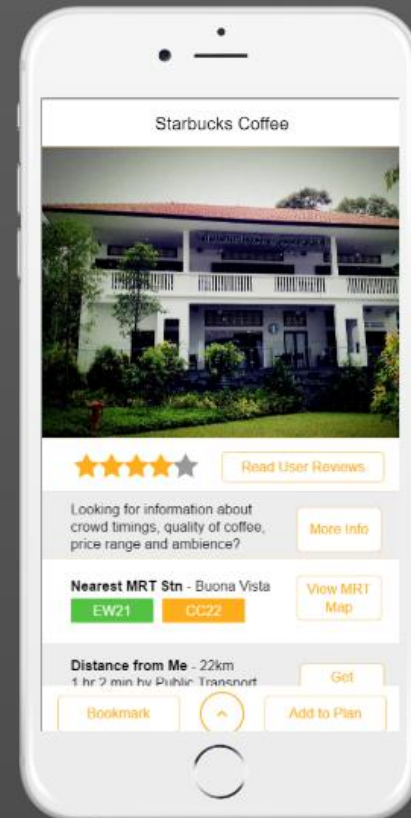 Starbucks Coffee
Read User Reviews
Looking for information about
crowd timings, quality of coffee,
price range and ambience?
More Info
Nearest MRT Stn - Buona Vista
EW21 CC22
View MRT
Map
Distance from Me - 22km
1 hr 2 min by Public Transport
Get
Bookmark
Add to Plan